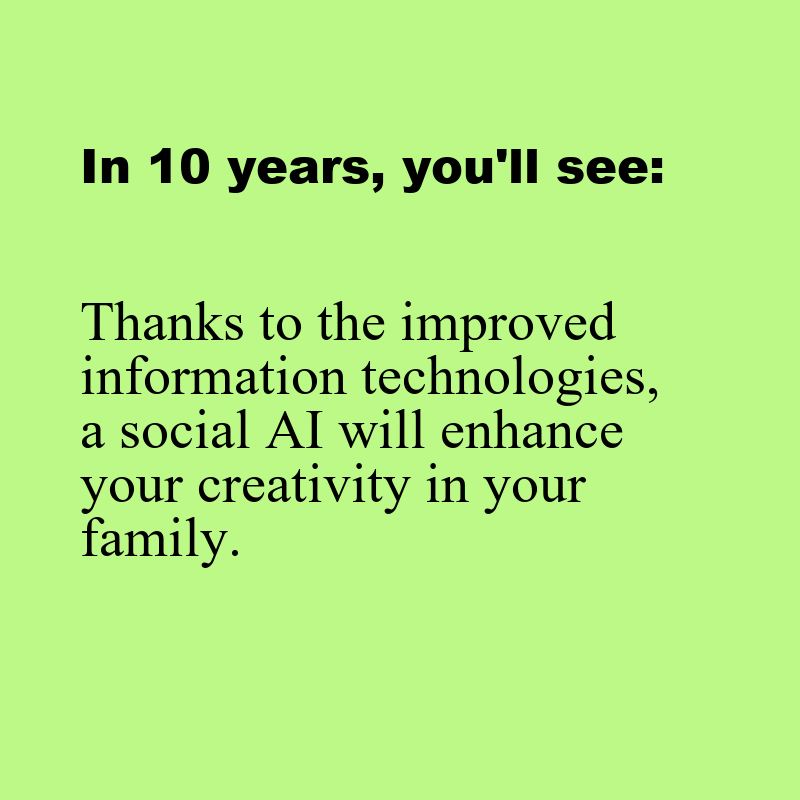 In 10 years, you'll see:
Thanks to the improved
information technologies,
a social AI will enhance
your creativity in your
family.